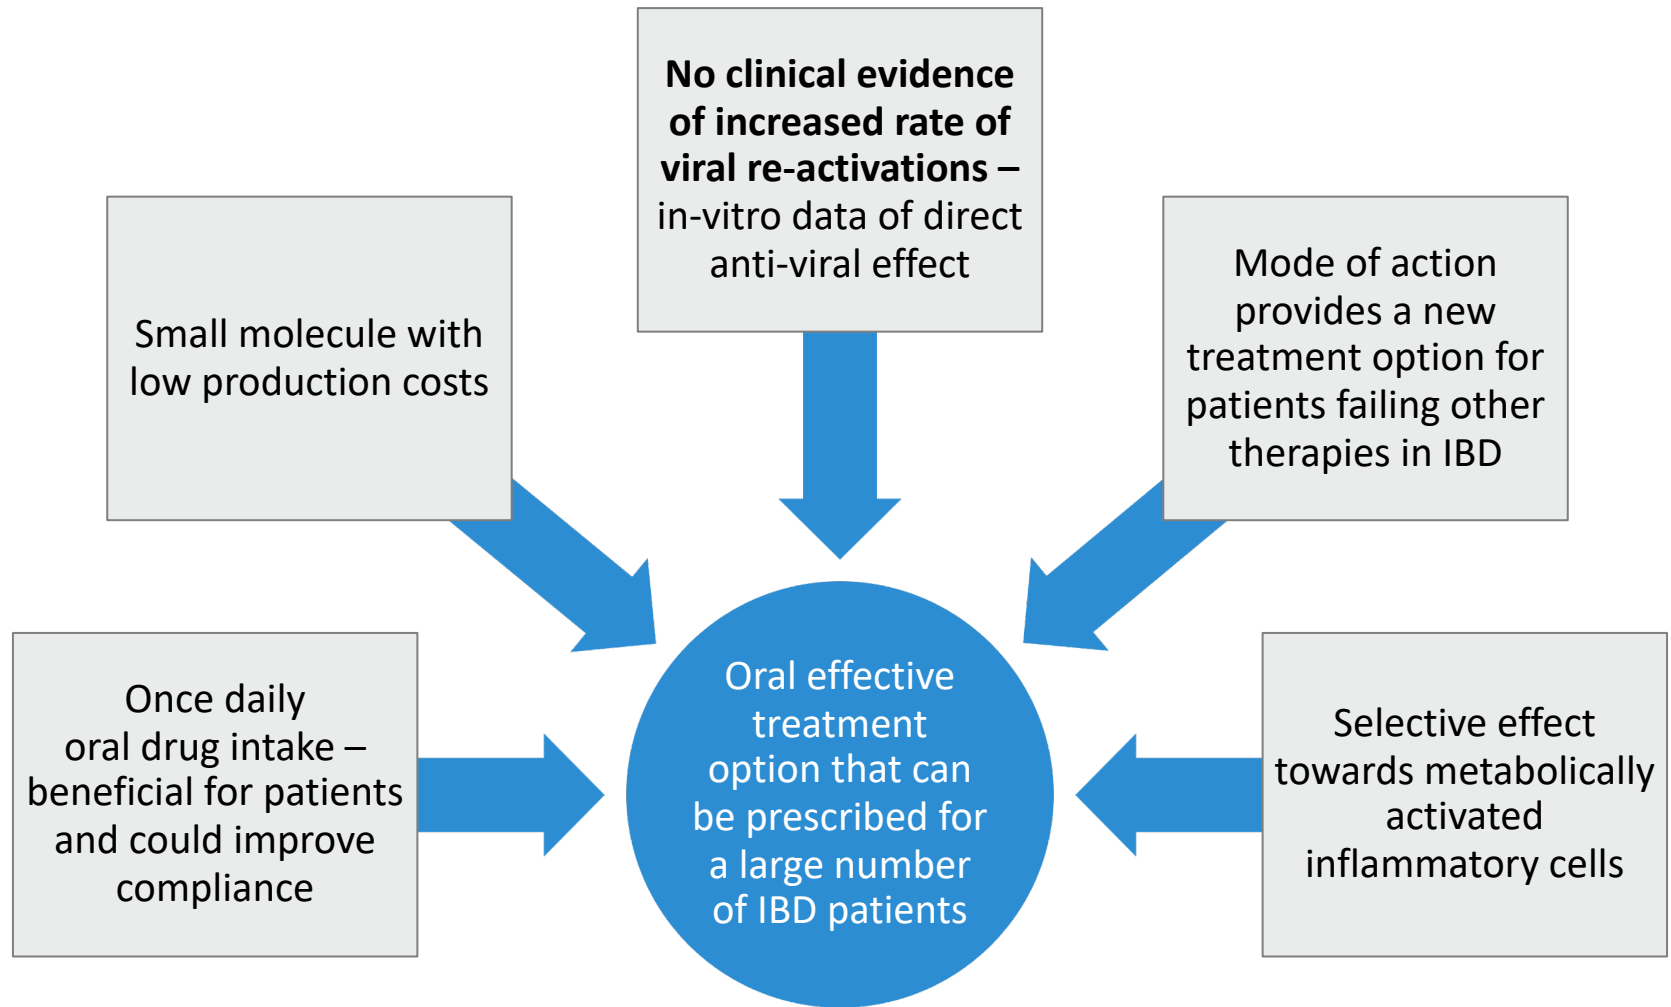 No clinical evidence
of increased rate of
viral re-activations –
in-vitro data of direct
anti-viral effect
Small molecule with
low production costs
Mode of action
provides a new
treatment option for
patients failing other
therapies in IBD
Once daily
oral drug intake –
beneficial for patients
and could improve
compliance
Oral effective
treatment
option that can
be prescribed for
a large number
of IBD patients
Selective effect
towards metabolically
activated
inflammatory cells